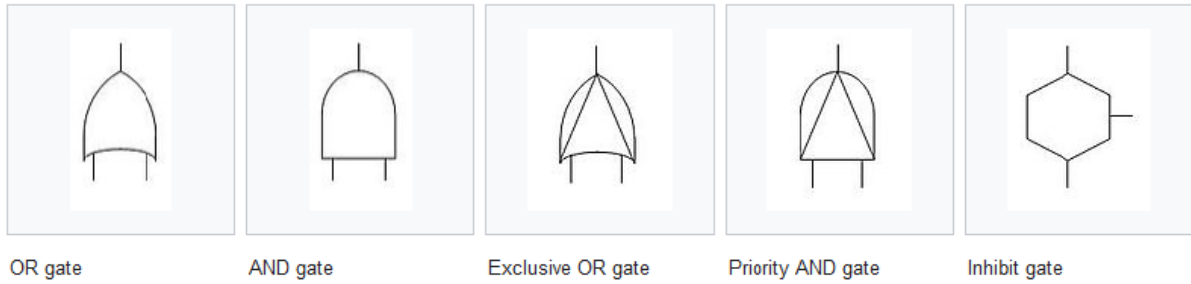 OR gate
AND gate
Exclusive OR gate
Priority AND gate
Inhibit gate